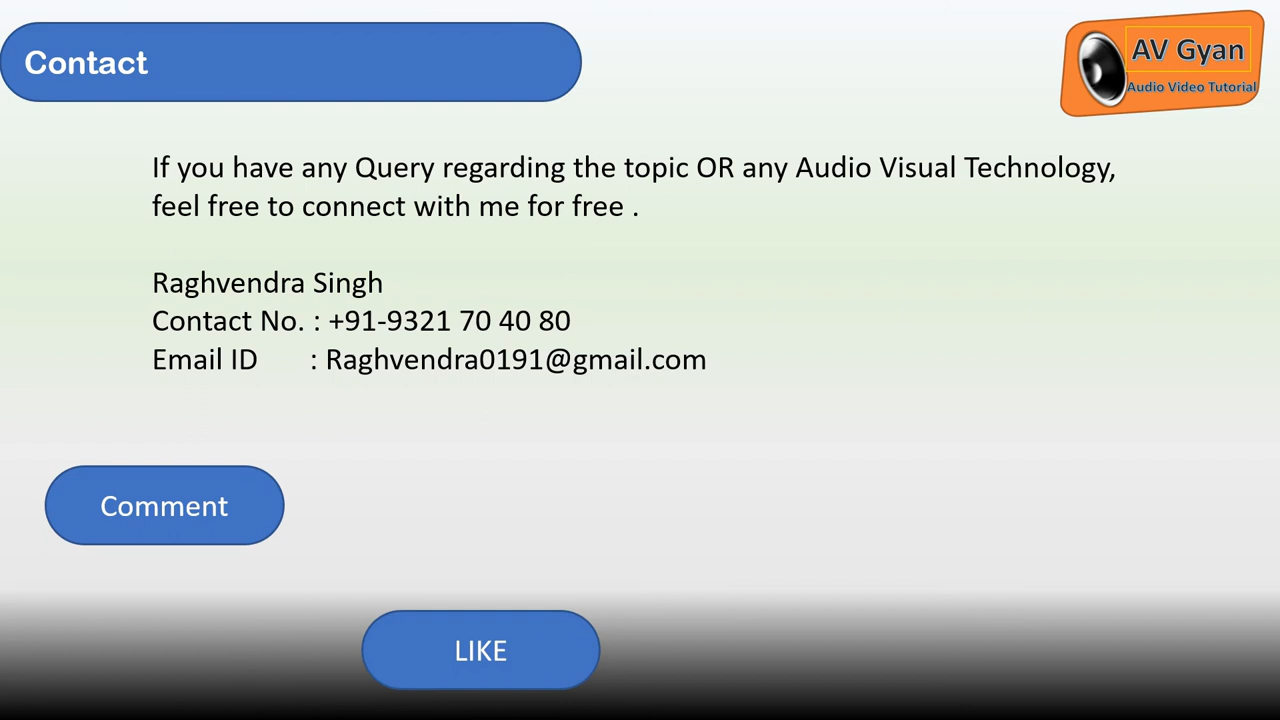 Contact
AV Gyan
Audio Video Tutorial
If you have any Query regarding the topic OR any Audio Visual Technology,
feel free to connect with me for free .
Raghvendra Singh
Contact No. : +91-9321 70 40 80
Email ID : Raghvendra0191@gmail.com
Comment
LIKE